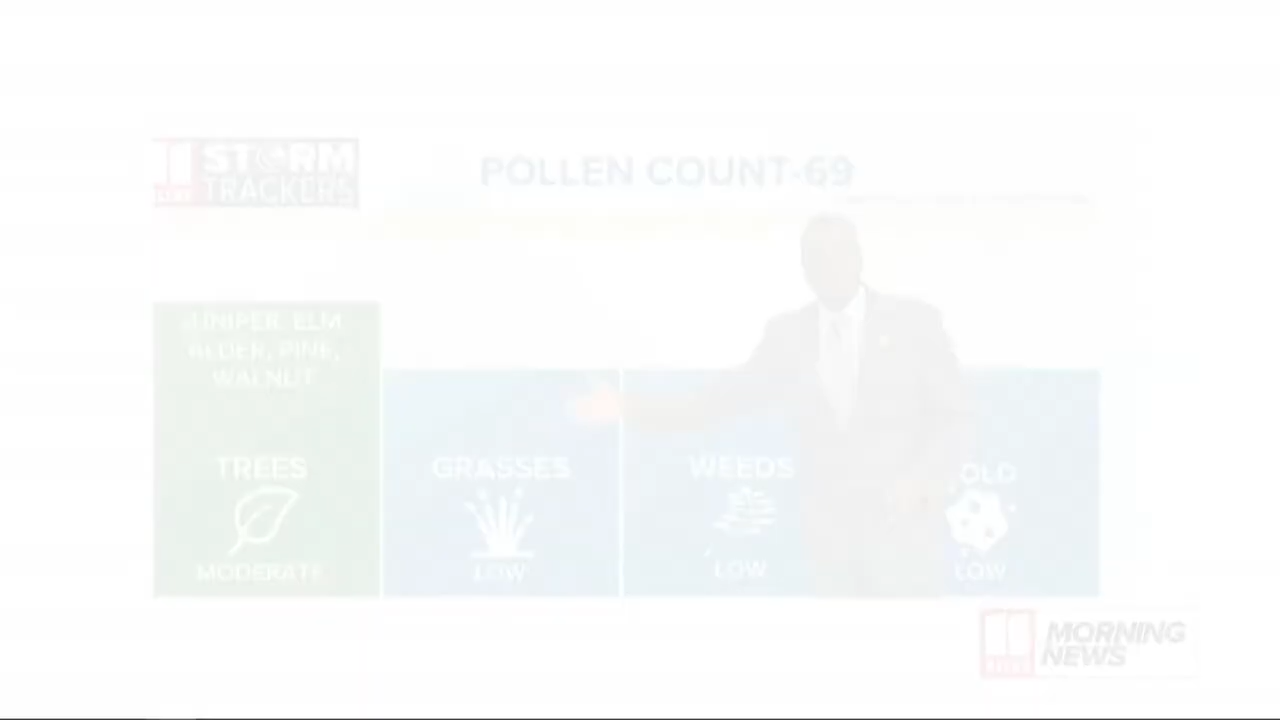 STORM
TRACKERS
POLLEN COUNT-69
JUNIPER, ELM
ALDER, PINE,
WALNUT
TREES
MODERATE
GRASSES
LOW
WEEDS
LOW
OLD
LOW
MORNING
NEWS